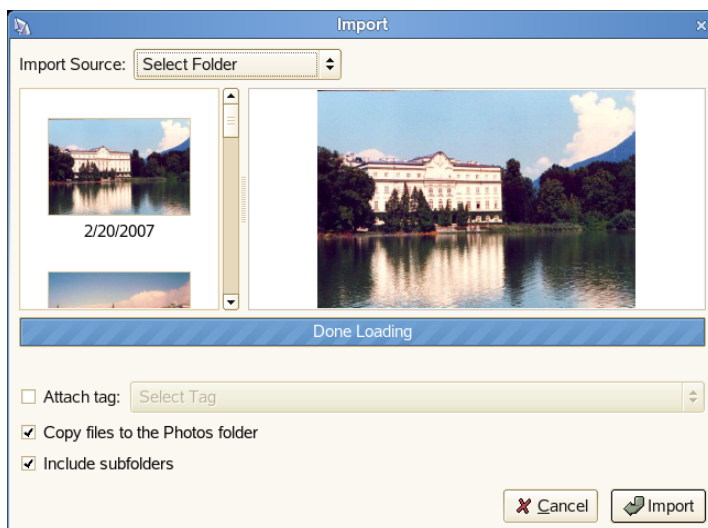 Import
Import Source: Select Folder
2/20/2007
Done Loading
Attach tag: Select Tag
Copy files to the Photos folder
Include subfolders
Cancel Import